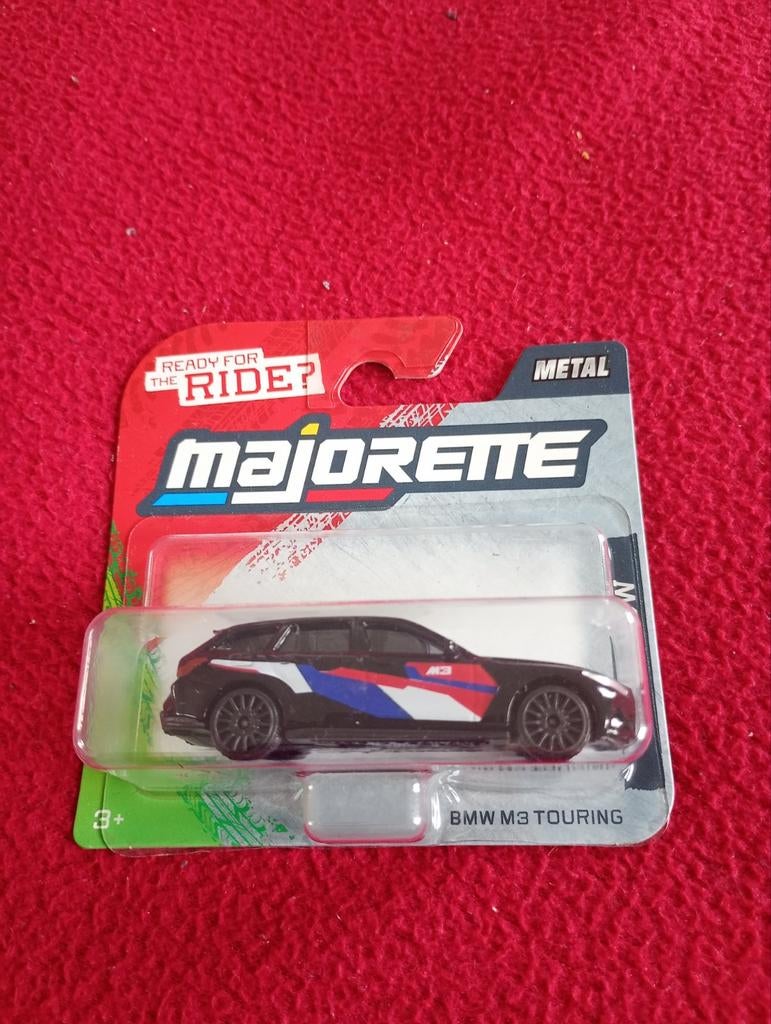 READY FOR
THE RIDE?
METAL
majorette
M3
3+
BMW M3 TOURING